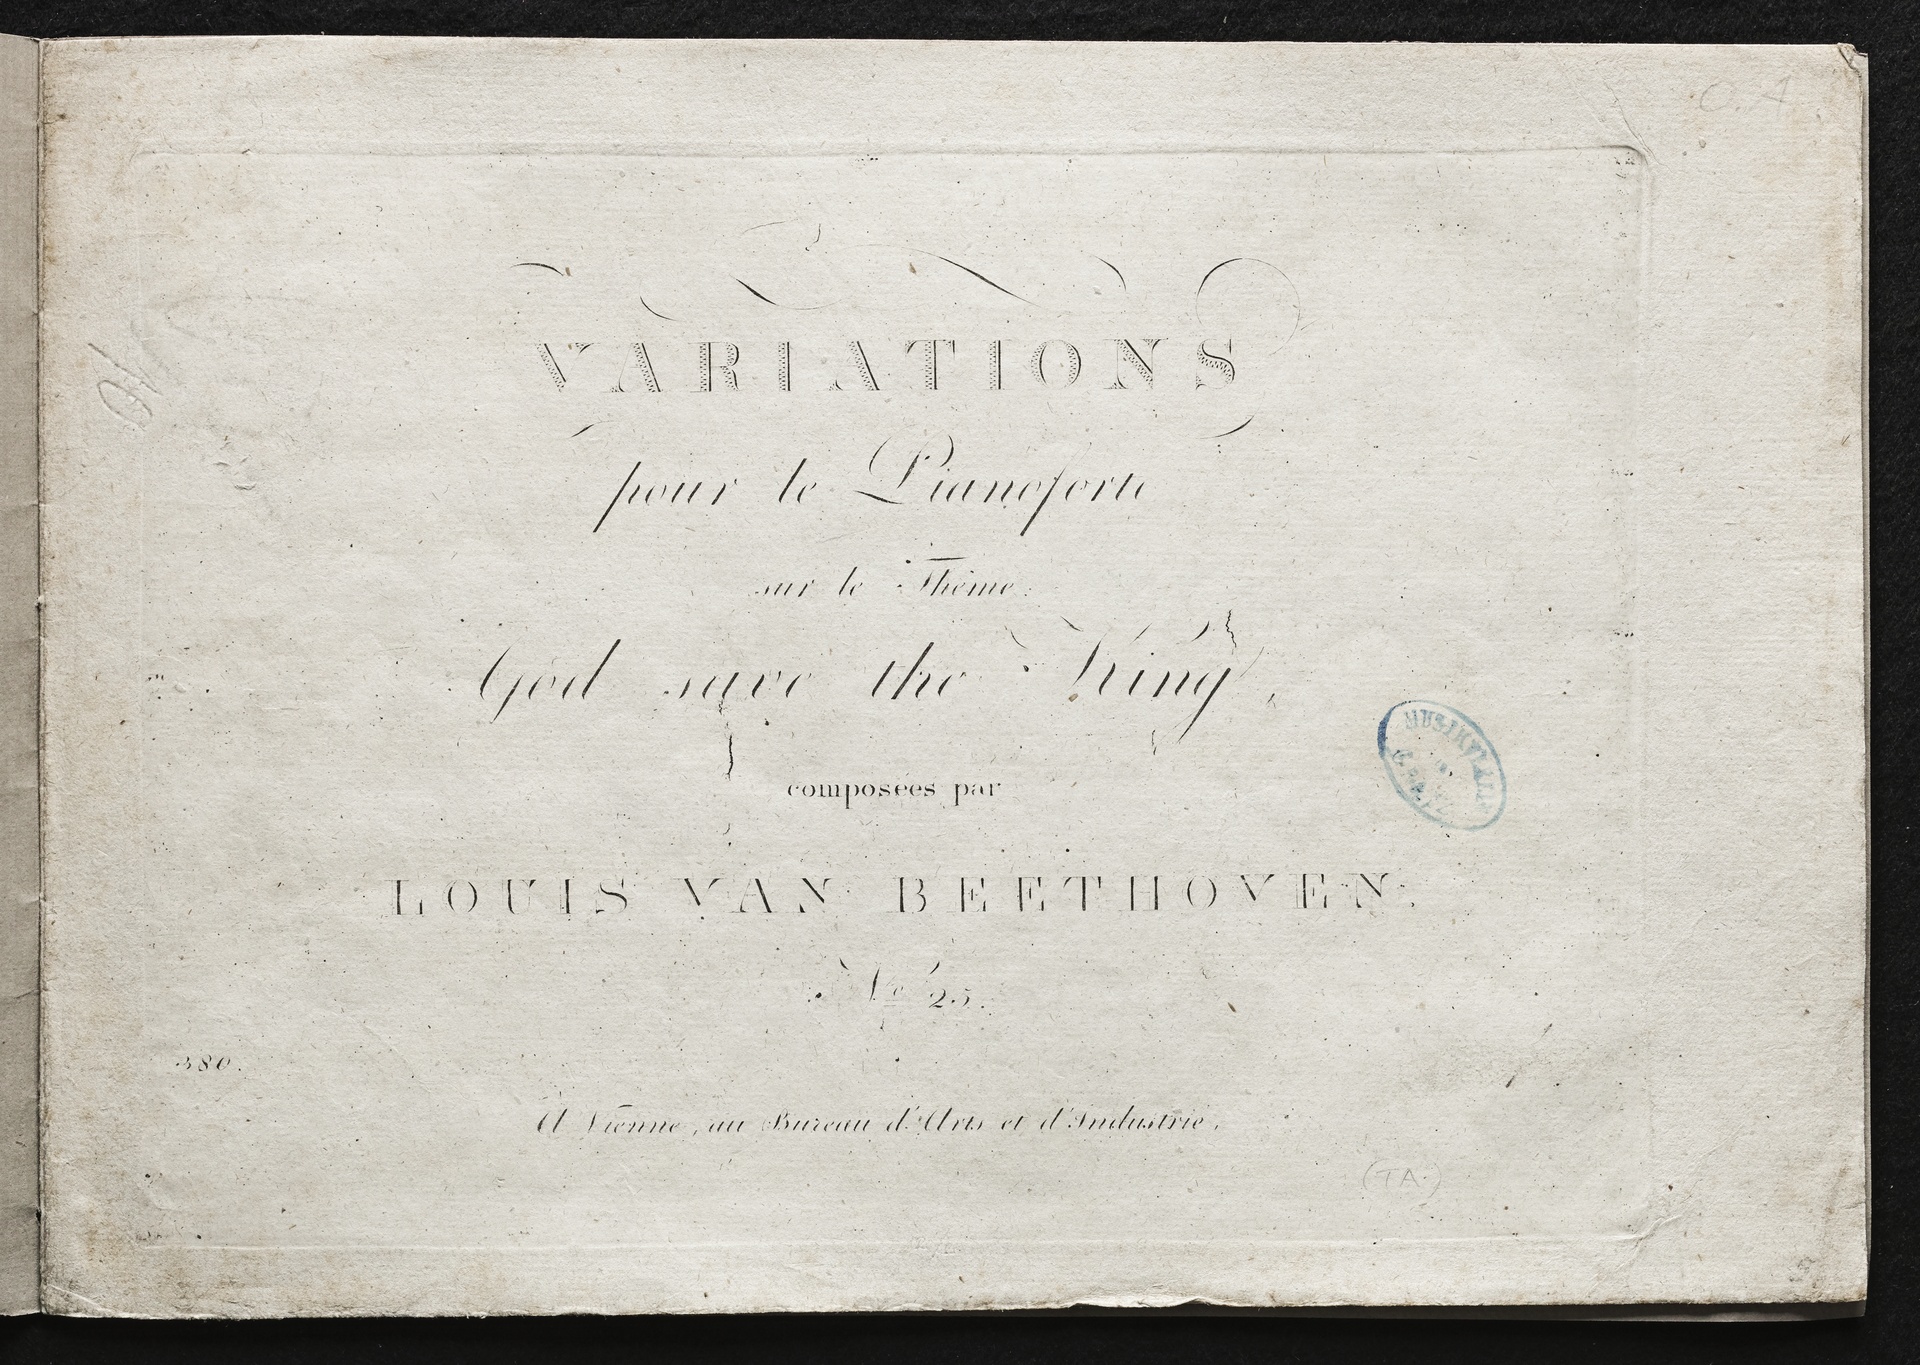 O. A
VARIATIONS
pour le Pianoforte
sur le Thême:
God save the King,
composées par
LOUIS VAN BEETHOVEN.
No 25.
380.
A Vienne, au Bureau d'Arts et d'Industrie.
(TA.)